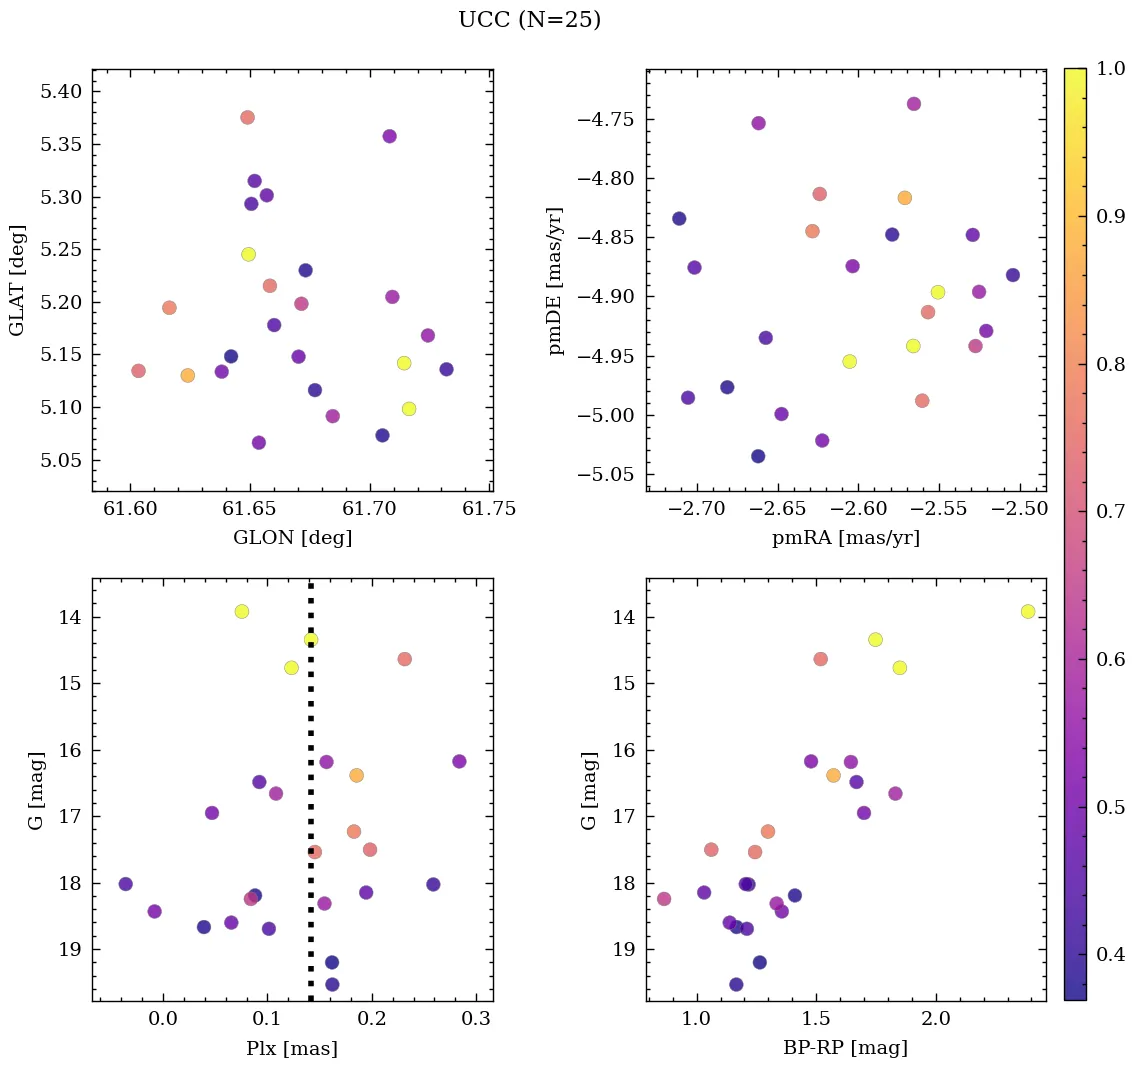 UCC (N=25)
5.40
5.35
5.30
5.25
5.20
5.15
5.10
5.05
GLAT [deg]
61.60 61.65 61.70 61.75
GLON [deg]
−4.75
−4.80
−4.85
−4.90
−4.95
−5.00
−5.05
pmDE [mas/yr]
−2.70 −2.65 −2.60 −2.55 −2.50
pmRA [mas/yr]
14
15
16
17
18
19
G [mag]
0.0 0.1 0.2 0.3
Plx [mas]
14
15
16
17
18
19
G [mag]
1.0 1.5 2.0
BP-RP [mag]
1.0
0.9
0.8
0.7
0.6
0.5
0.4